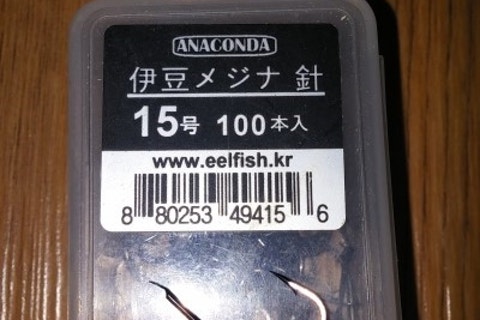 ANACONDA
伊豆メジナ 針
15号 100本入
www.eelfish.kr
8 80253 49415 6